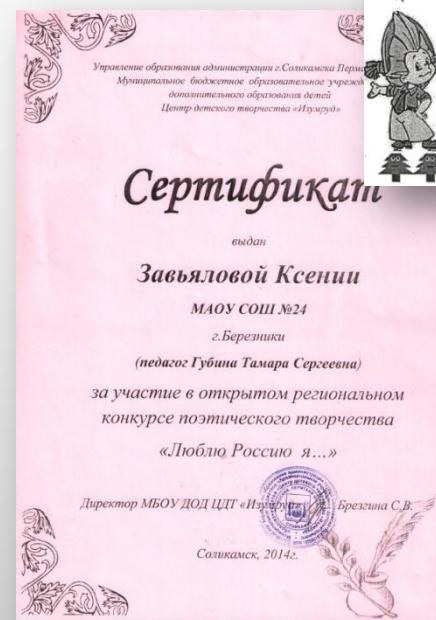 Управление образования администрации г.Соликамска
Муниципальное бюджетное образовательное
дополнительного образования детей
Центр детского творчества «Изумруд»
Сертификат
выдан
Завьяловой Ксении
МАОУ СОШ №24
г.Березники
(педагог Губина Тамара Сергеевна)
за участие в открытом региональном
конкурсе поэтического творчества
«Люблю Россию я...»
Директор МБОУ ДОД ЦДТ «Изумруд» Брезгина С.В.
Соликамск, 2014г.